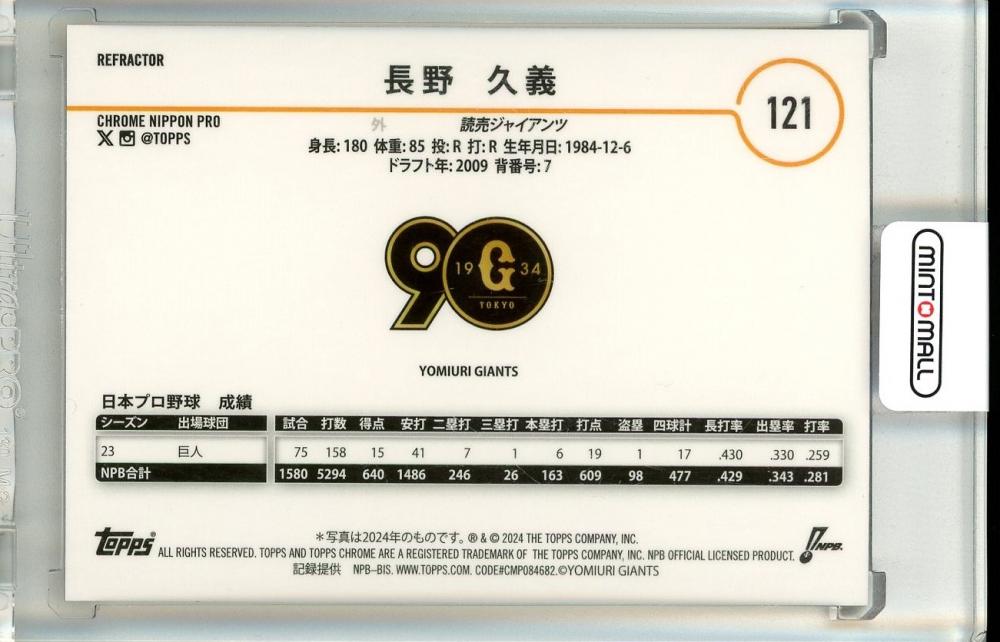 REFRACTOR
長野 久義
121
CHROME NIPPON PRO
@TOPPS
外 読売ジャイアンツ
身長: 180 体重: 85 投: R 打: R 生年月日: 1984-12-6
ドラフト年: 2009 背番号: 7
90
1934
G
TOKYO
YOMIURI GIANTS
日本プロ野球 成績
シーズン 出場球団 試合 打数 得点 安打 二塁打 三塁打 本塁打 打点 盗塁 四球計 長打率 出塁率 打率
23 巨人 75 158 15 41 7 1 6 19 1 17 .430 .330 .259
NPB合計 1580 5294 640 1486 246 26 163 609 98 477 .429 .343 .281
topps
＊写真は2024年のものです。® & © 2024 THE TOPPS COMPANY, INC.
ALL RIGHTS RESERVED. TOPPS AND TOPPS CHROME ARE A REGISTERED TRADEMARK OF THE TOPPS COMPANY, INC. NPB OFFICIAL LICENSED PRODUCT.
記録提供 NPB-BIS. WWW.TOPPS.COM. CODE#CMP084682.©YOMIURI GIANTS
NPB.
MINT MALL